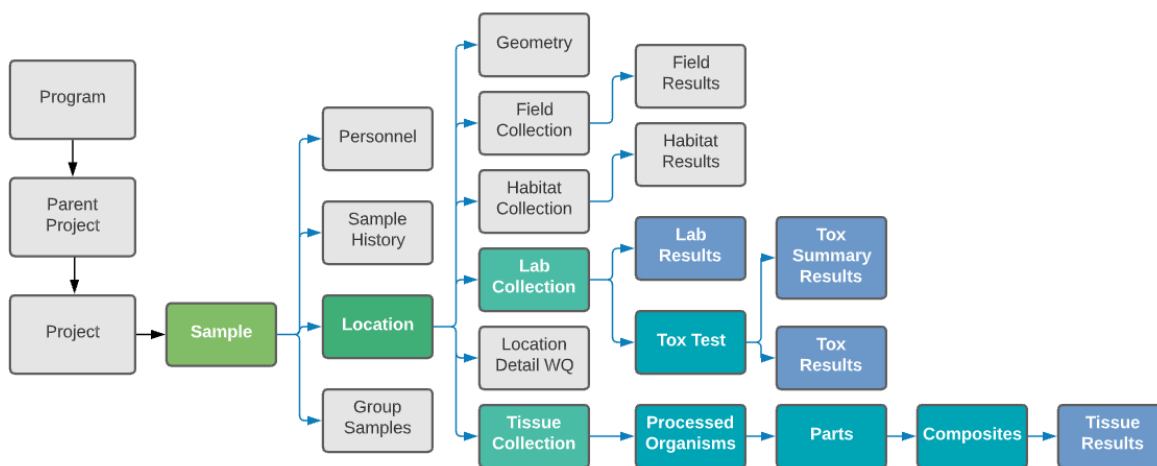 Program
Parent
Project
Project
Sample
Personnel
Sample
History
Location
Group
Samples
Geometry
Field
Collection
Habitat
Collection
Lab
Collection
Location
Detail WQ
Tissue
Collection
Field
Results
Habitat
Results
Lab
Results
Tox Test
Processed
Organisms
Tox
Summary
Results
Tox
Results
Parts
Composites
Tissue
Results